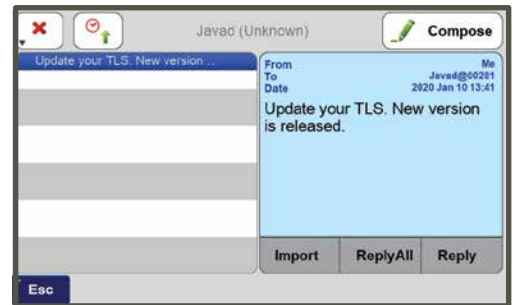 Javad (Unknown)
Compose
Update your TLS. New version ...
From Me
To Javad@00281
Date 2020 Jan 10 13:41
Update your TLS. New version
is released.
Import ReplyAll Reply
Esc